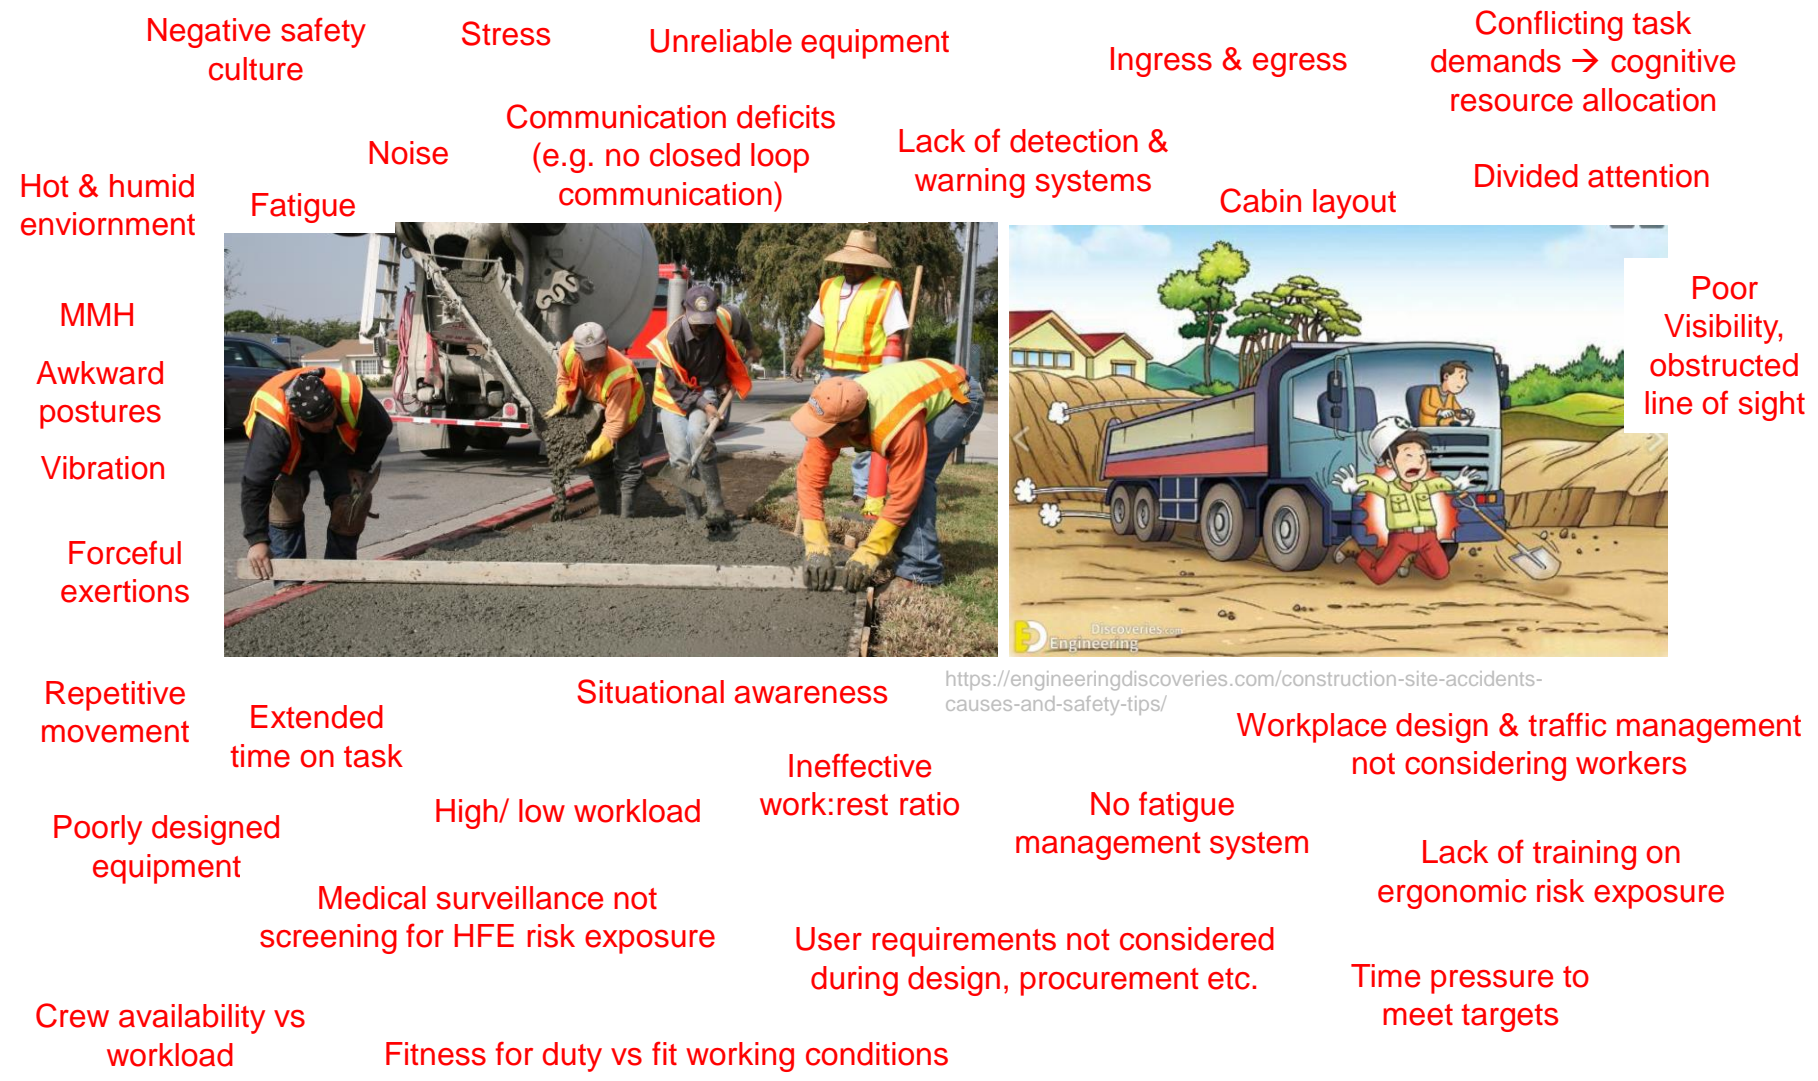 Negative safety
culture
Stress
Unreliable equipment
Ingress & egress
Conflicting task
demands → cognitive
resource allocation
Communication deficits
(e.g. no closed loop
communication)
Noise
Lack of detection &
warning systems
Divided attention
Hot & humid
enviornment
Fatigue
Cabin layout
Poor
Visibility,
obstructed
line of sight
MMH
Awkward
postures
Vibration
Forceful
exertions
Discoveries.com
Engineering
https://engineeringdiscoveries.com/construction-site-accidents-
causes-and-safety-tips/
Repetitive
movement
Extended
time on task
Situational awareness
Workplace design & traffic management
not considering workers
Ineffective
work:rest ratio
High/ low workload
No fatigue
management system
Poorly designed
equipment
Lack of training on
ergonomic risk exposure
Medical surveillance not
screening for HFE risk exposure
User requirements not considered
during design, procurement etc.
Time pressure to
meet targets
Crew availability vs
workload
Fitness for duty vs fit working conditions